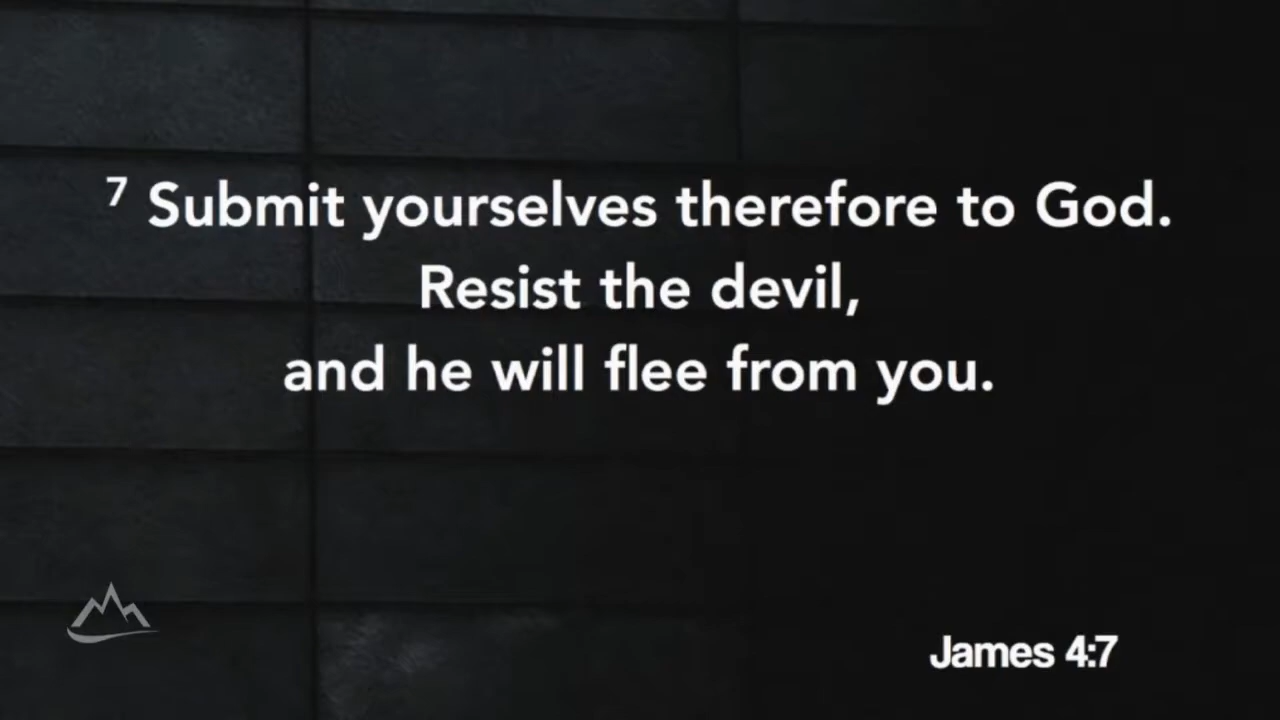 ⁷ Submit yourselves therefore to God.
Resist the devil,
and he will flee from you.
James 4:7